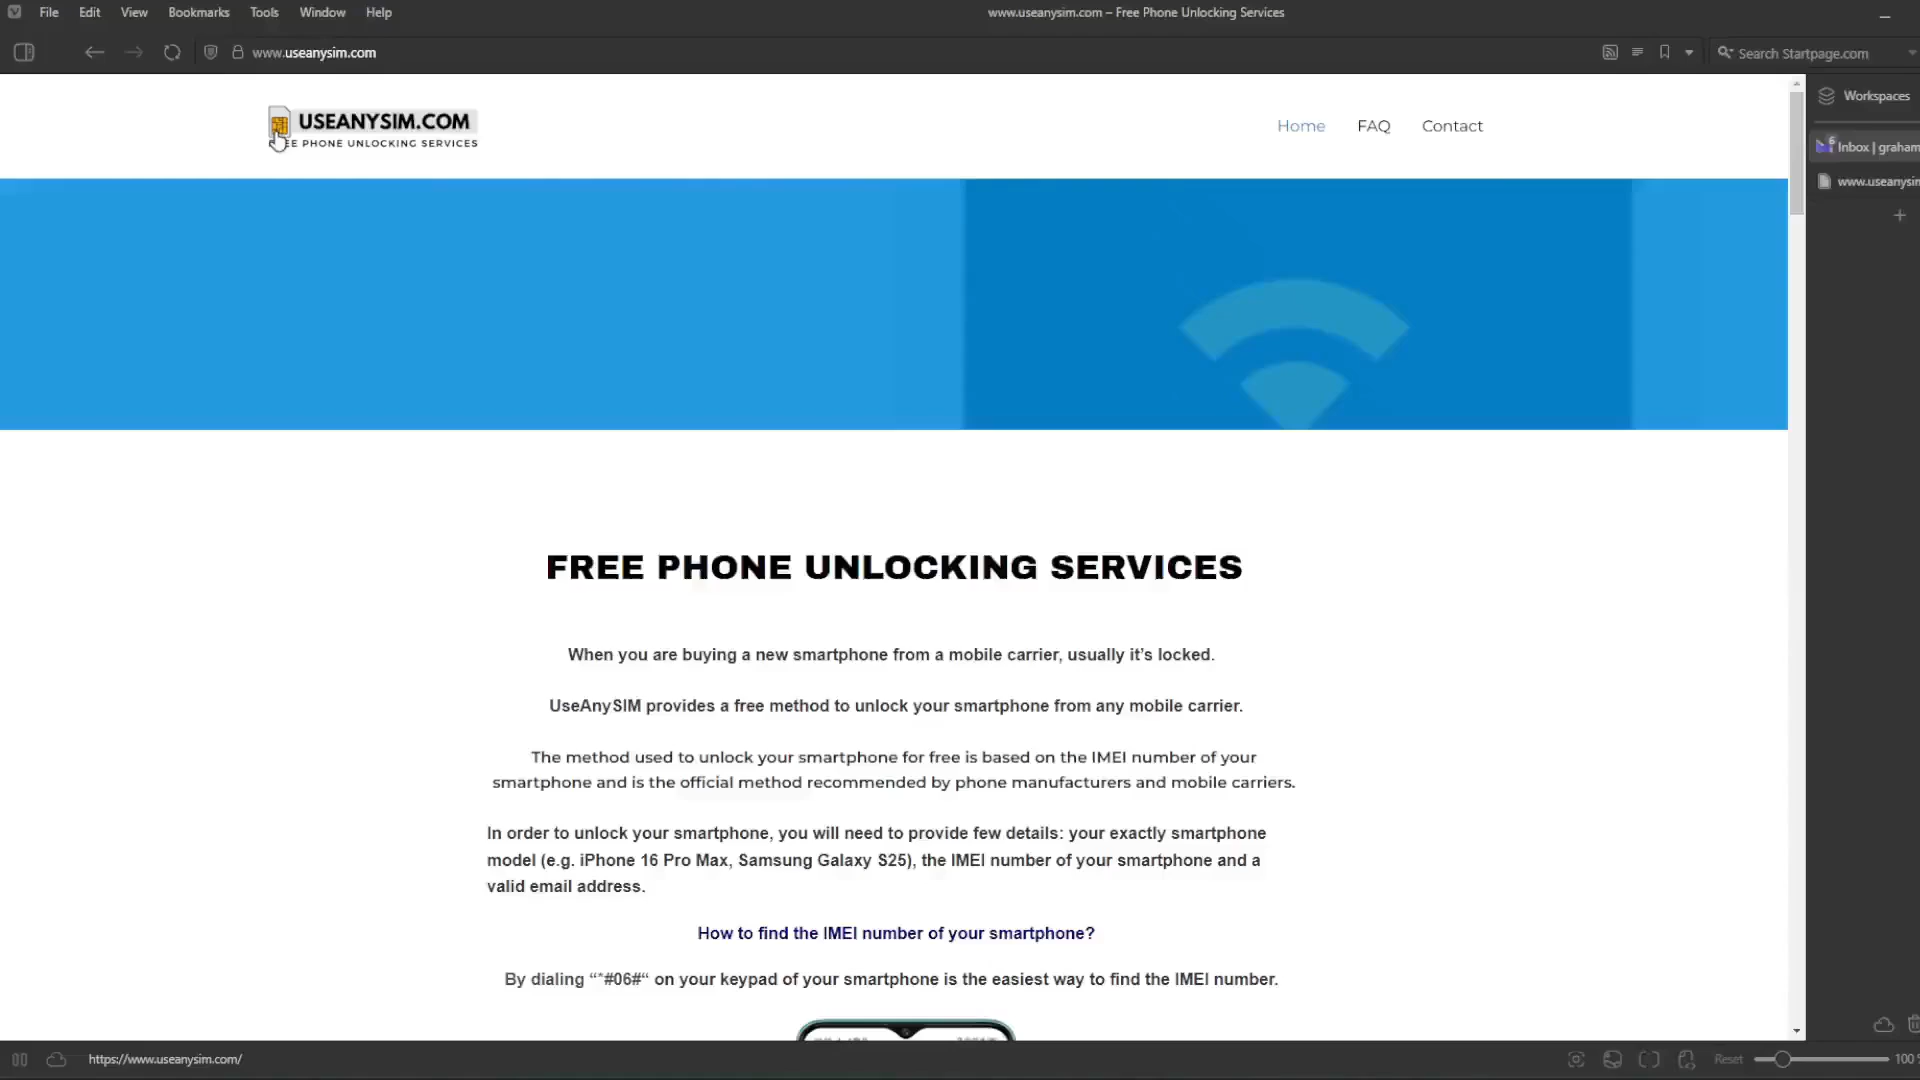 File Edit View Bookmarks Tools Window Help
www.useanysim.com – Free Phone Unlocking Services
www.useanysim.com
Search Startpage.com
USEANYSIM.COM
EE PHONE UNLOCKING SERVICES
Home FAQ Contact
Workspaces
6
Inbox | graham
www.useanysim
FREE PHONE UNLOCKING SERVICES
When you are buying a new smartphone from a mobile carrier, usually it's locked.
UseAnySIM provides a free method to unlock your smartphone from any mobile carrier.
The method used to unlock your smartphone for free is based on the IMEI number of your
smartphone and is the official method recommended by phone manufacturers and mobile carriers.
In order to unlock your smartphone, you will need to provide few details: your exactly smartphone
model (e.g. iPhone 16 Pro Max, Samsung Galaxy S25), the IMEI number of your smartphone and a
valid email address.
How to find the IMEI number of your smartphone?
By dialing “*#06#“ on your keypad of your smartphone is the easiest way to find the IMEI number.
https://www.useanysim.com/
Reset 100 %